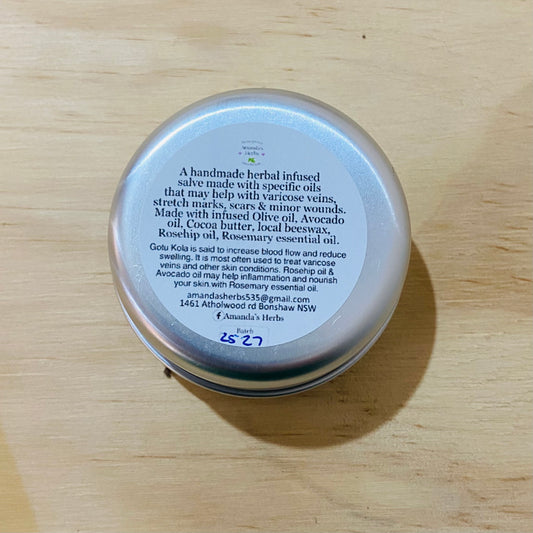 Amanda's
Herbs
A handmade herbal infused
salve made with specific oils
that may help with varicose veins,
stretch marks, scars & minor wounds.
Made with infused Olive oil, Avocado
oil, Cocoa butter, local beeswax,
Rosehip oil, Rosemary essential oil.
Gotu Kola is said to increase blood flow and reduce
swelling. It is most often used to treat varicose
veins and other skin conditions. Rosehip oil &
Avocado oil may help inflammation and nourish
your skin with Rosemary essential oil.
amandasherbs535@gmail.com
1461 Atholwood rd Bonshaw NSW
Amanda's Herbs
Batch
25 27